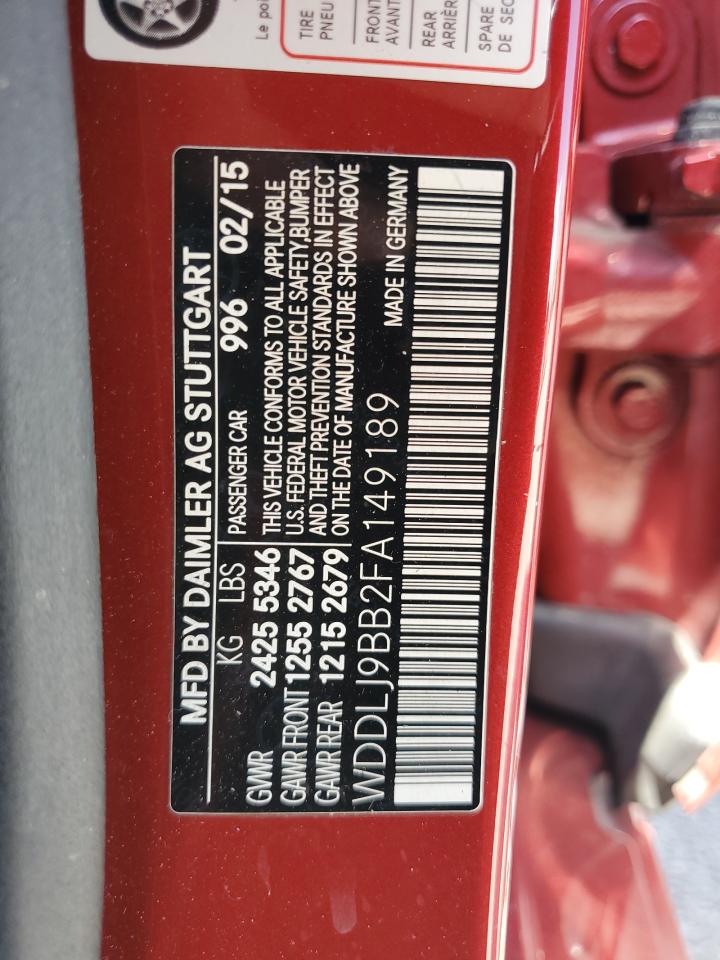 Le
TIRE
PNEU
FRONT
AVANT
REAR
ARRIÈRE
SPARE
DE
MFD BY DAIMLER AG STUTTGART
KG LBS PASSENGER CAR 996 02/15
GVWR 2425 5346
GAWR FRONT 1255 2767
GAWR REAR 1215 2679
THIS VEHICLE CONFORMS TO ALL APPLICABLE
U.S. FEDERAL MOTOR VEHICLE SAFETY,BUMPER
AND THEFT PREVENTION STANDARDS IN EFFECT
ON THE DATE OF MANUFACTURE SHOWN ABOVE
WDDLJ9BB2FA149189 MADE IN GERMANY